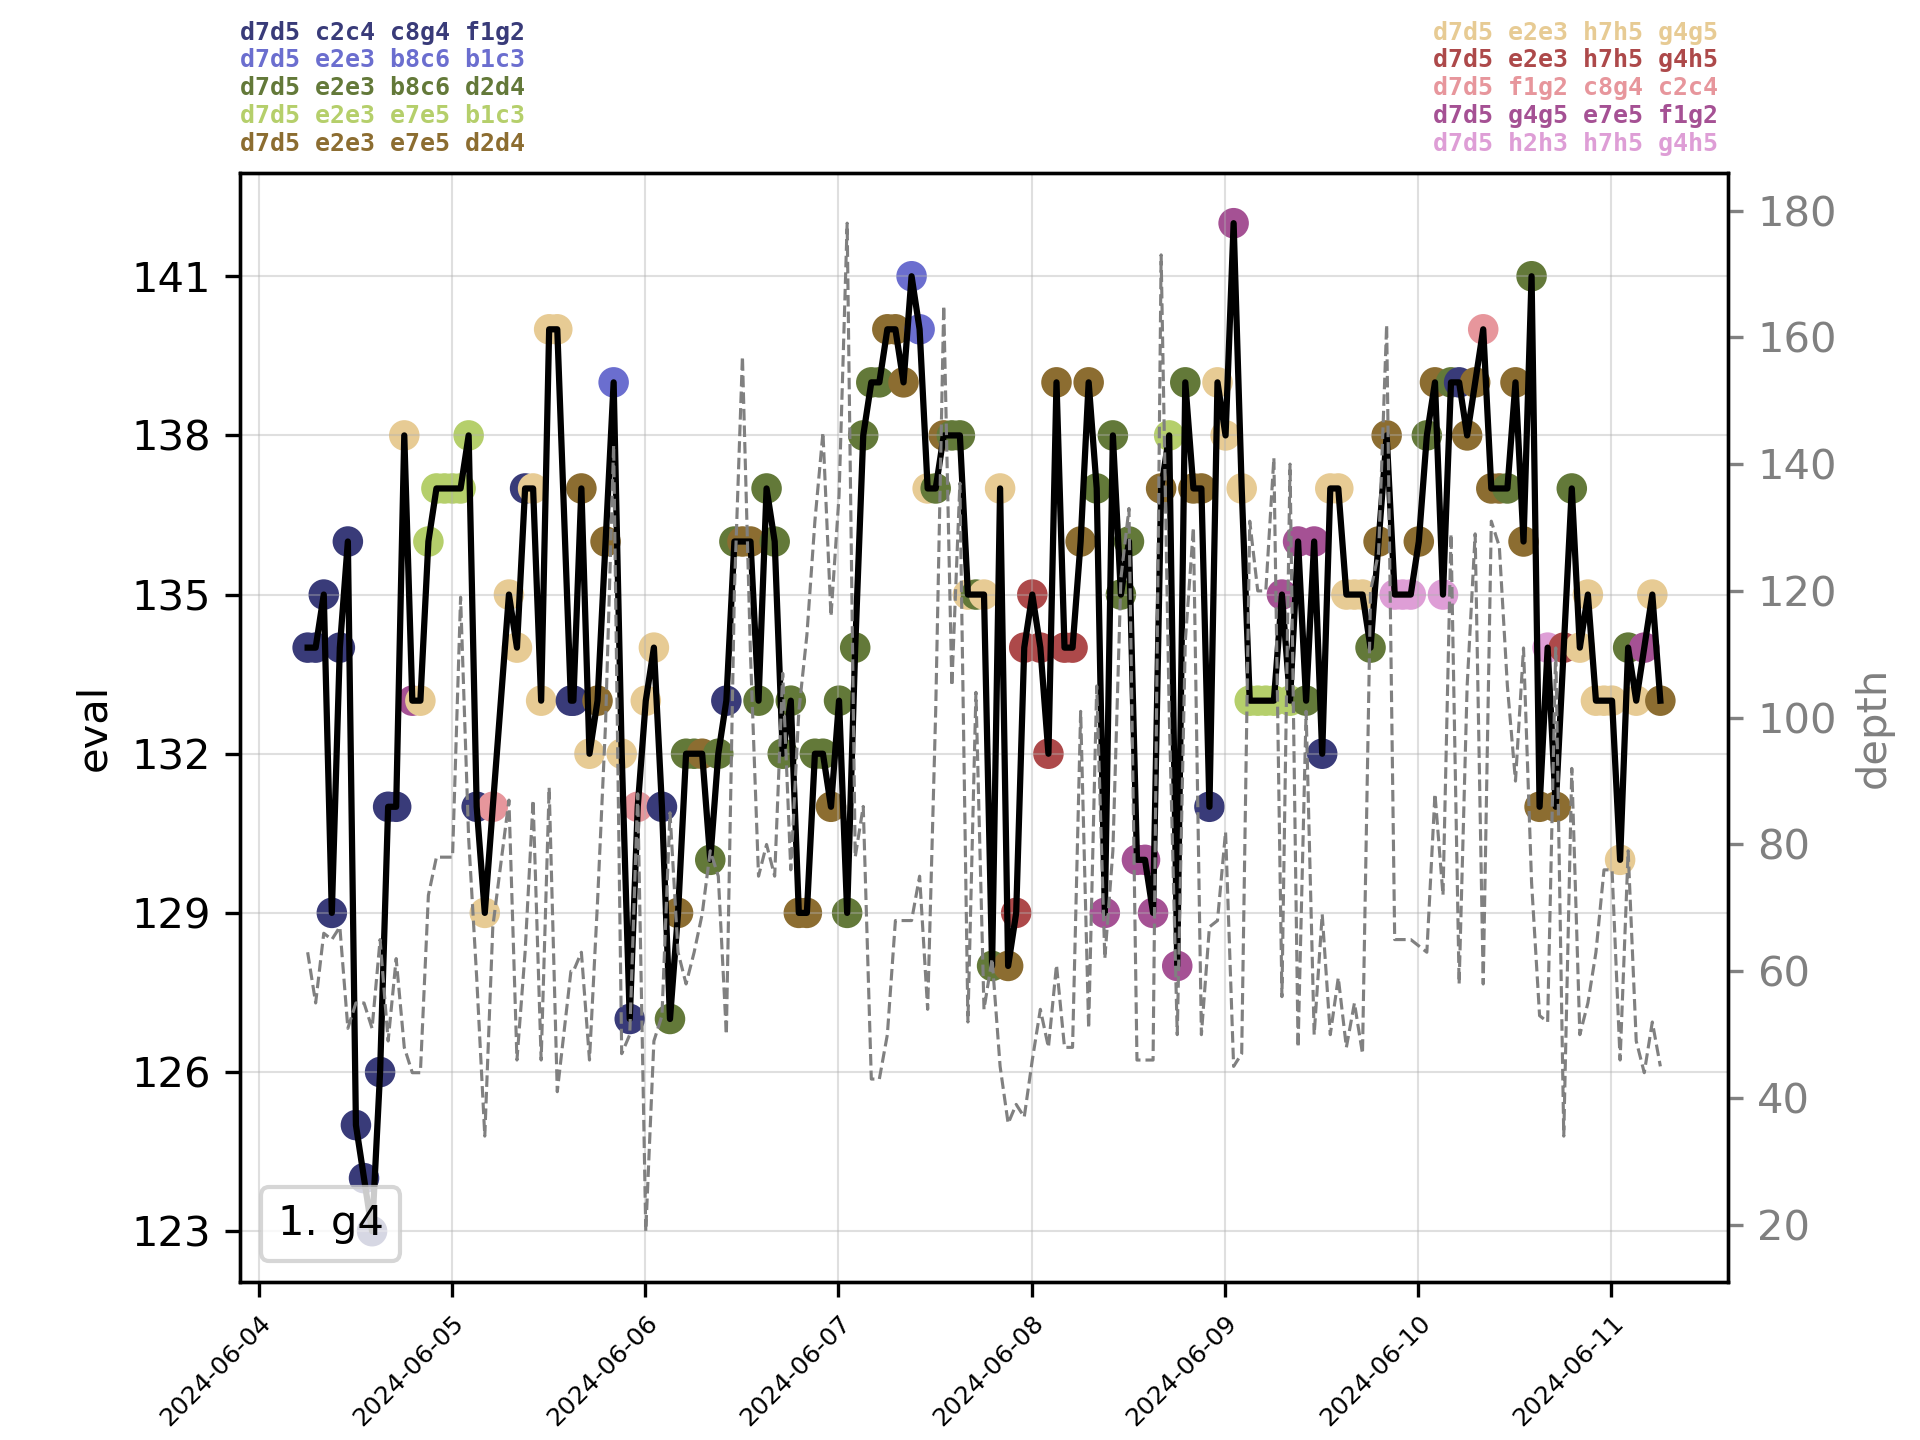 d7d5 c2c4 c8g4 f1g2
d7d5 e2e3 b8c6 b1c3
d7d5 e2e3 b8c6 d2d4
d7d5 e2e3 e7e5 b1c3
d7d5 e2e3 e7e5 d2d4
d7d5 e2e3 h7h5 g4g5
d7d5 e2e3 h7h5 g4h5
d7d5 f1g2 c8g4 c2c4
d7d5 g4g5 e7e5 f1g2
d7d5 h2h3 h7h5 g4h5
eval
141
138
135
132
129
126
123
1. g4
180
160
140
120
100
80
60
40
20
depth
2024-06-04
2024-06-05
2024-06-06
2024-06-07
2024-06-08
2024-06-09
2024-06-10
2024-06-11